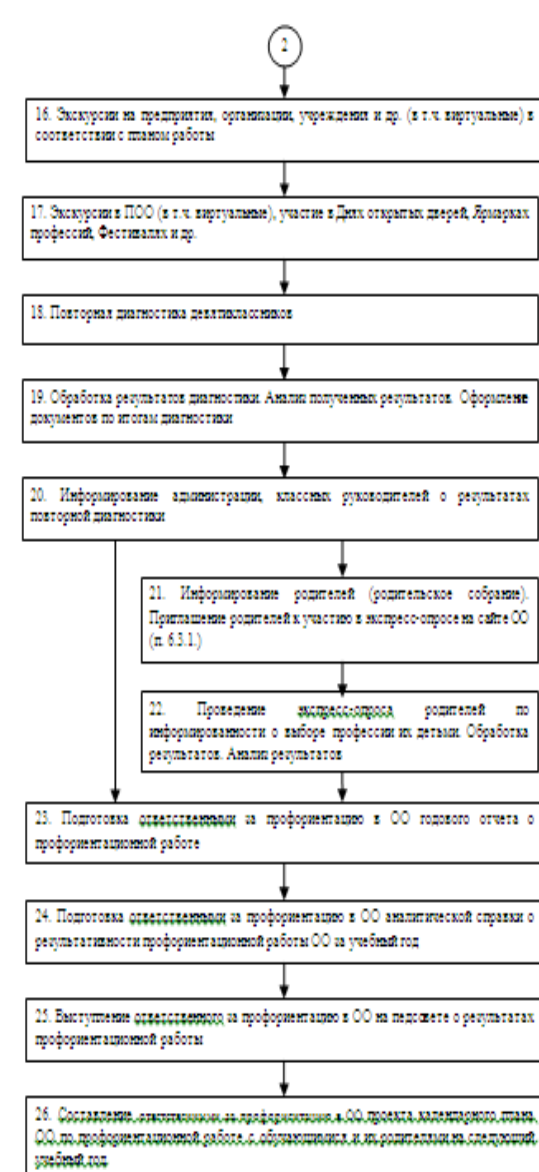 2
16. Экскурсии на предприятия, организации, учреждения и др. (в т.ч. виртуальные) в
соответствии с планом работы
17. Экскурсии в ПОО (в т.ч. виртуальные), участие в Днях открытых дверей, Ярмарках
профессий, Фестивалях и др.
18. Повторная диагностика девятиклассников
19. Обработка результатов диагностики. Анализ полученных результатов. Оформление
документов по итогам диагностики
20. Информирование администрации, классных руководителей о результатах
повторной диагностики
21. Информирование родителей (родительское собрание).
Приглашение родителей к участию в экспресс-опросе на сайте ОО
(п. 6.3.1.)
22. Проведение экспресс-опроса родителей по
информированности о выборе профессии их детьми. Обработка
результатов. Анализ результатов
23. Подготовка ответственными за профориентацию в ОО годового отчета о
профориентационной работе
24. Подготовка ответственными за профориентацию в ОО аналитической справки о
результативности профориентационной работы ОО за учебный год
25. Выступление ответственного за профориентацию в ОО на педсовете о результатах
профориентационной работы
26. Составление ответственными за профориентацию в ОО проекта календарного плана
ОО по профориентационной работе с обучающимися и их родителями на следующий
учебный год